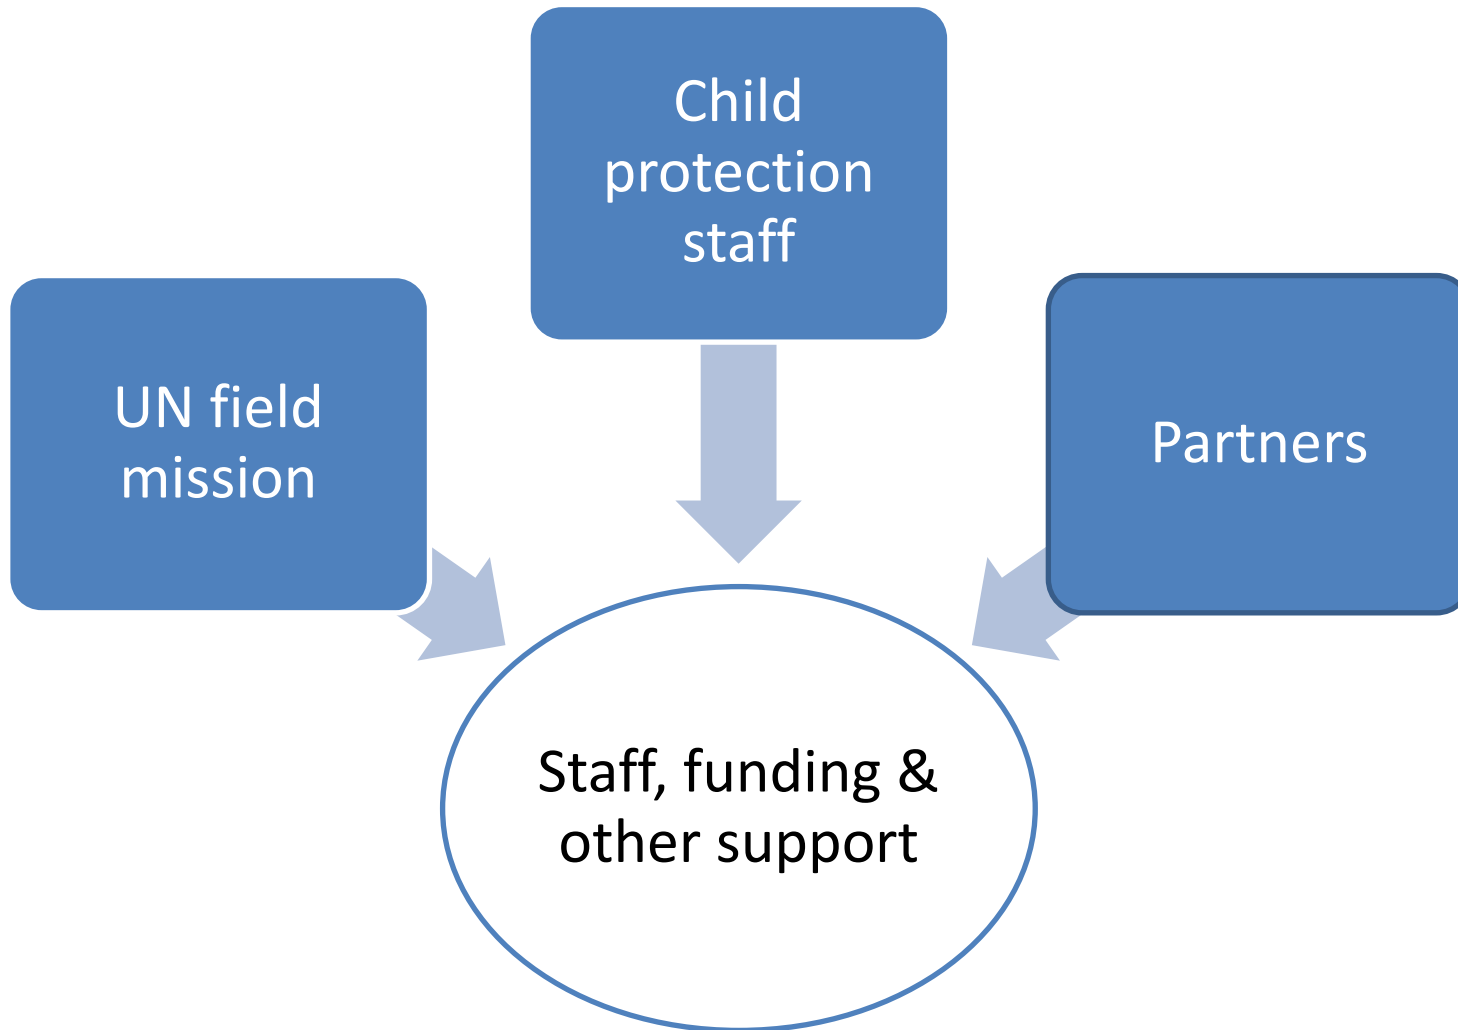 Child
protection
staff
UN field
mission
Partners
Staff, funding &
other support